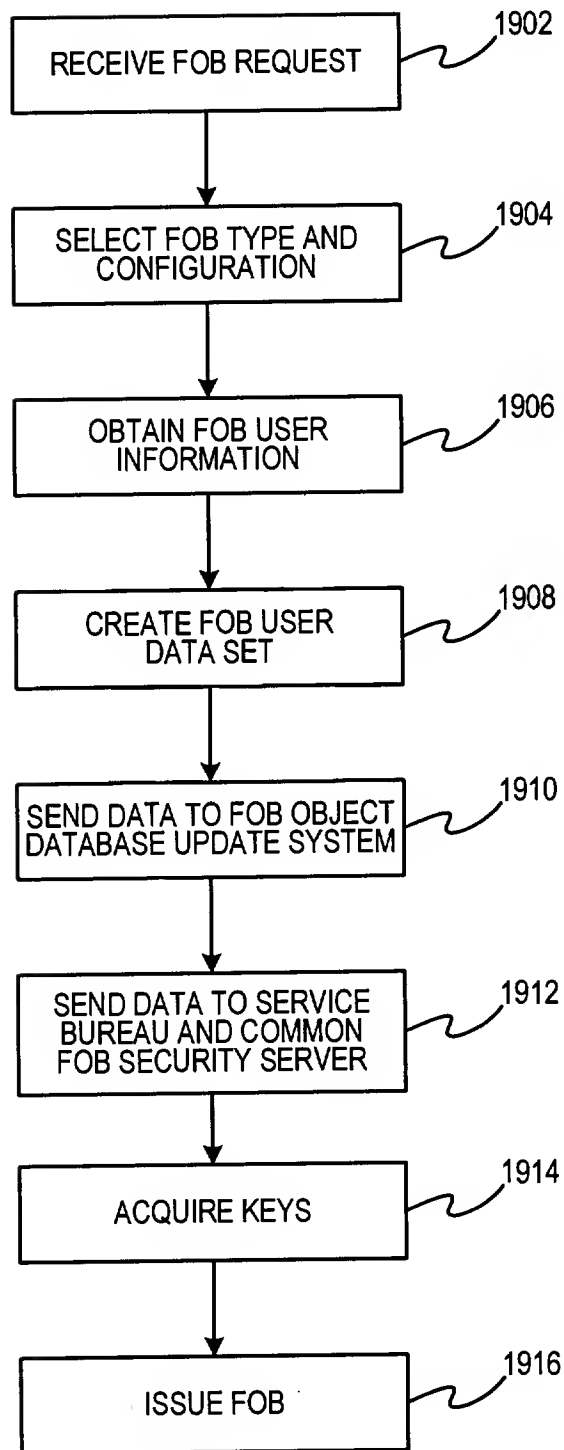 1902
RECEIVE FOB REQUEST
1904
SELECT FOB TYPE AND
CONFIGURATION
1906
OBTAIN FOB USER
INFORMATION
1908
CREATE FOB USER
DATA SET
1910
SEND DATA TO FOB OBJECT
DATABASE UPDATE SYSTEM
1912
SEND DATA TO SERVICE
BUREAU AND COMMON
FOB SECURITY SERVER
1914
ACQUIRE KEYS
1916
ISSUE FOB